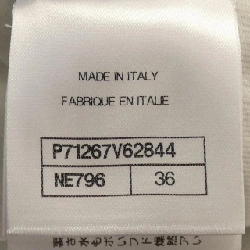 MADE IN ITALY
FABRIQUE EN ITALIE
P71267V62844
NE796 36